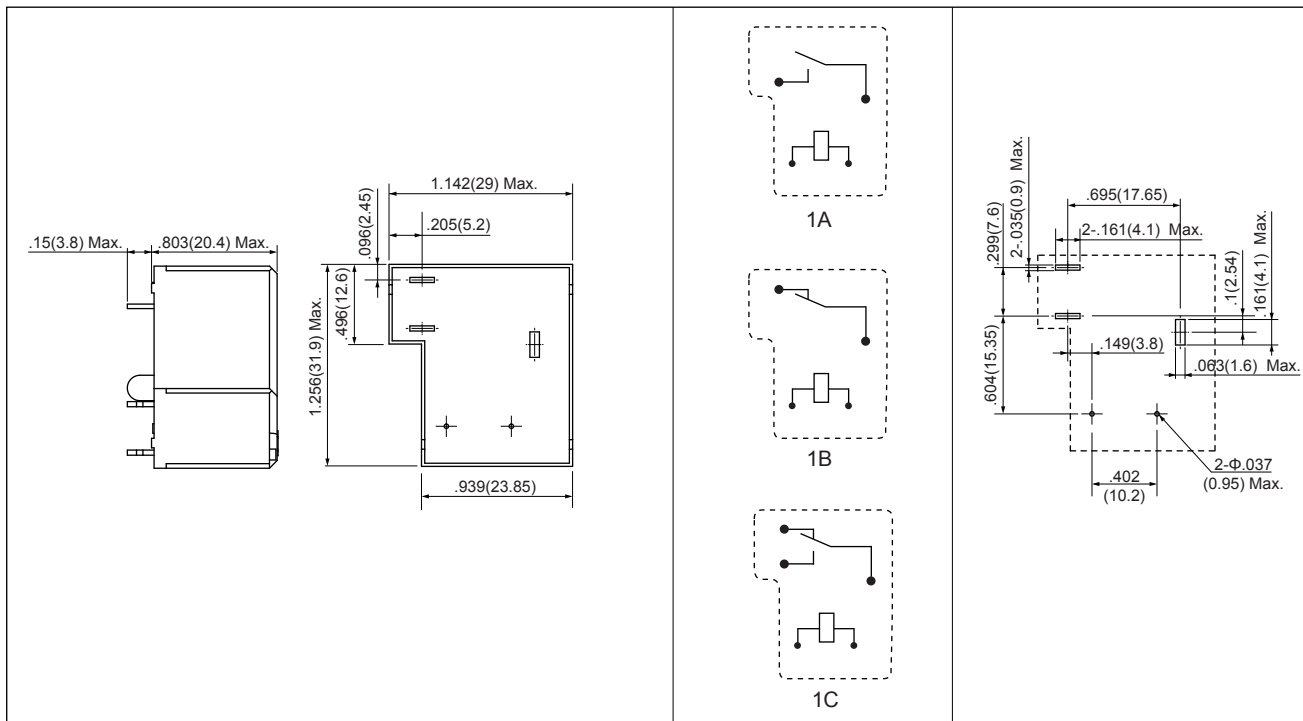 .15(3.8) Max.
.803(20.4) Max.
1.142(29) Max.
.096(2.45)
.205(5.2)
.496(12.6)
1.256(31.9) Max.
.939(23.85)
1A
1B
1C
.299(7.6)
2-.035(0.9) Max.
.695(17.65)
2-.161(4.1) Max.
.1(2.54)
.161(4.1) Max.
.149(3.8)
.063(1.6) Max.
.604(15.35)
.402
(10.2)
2-Φ.037
(0.95) Max.